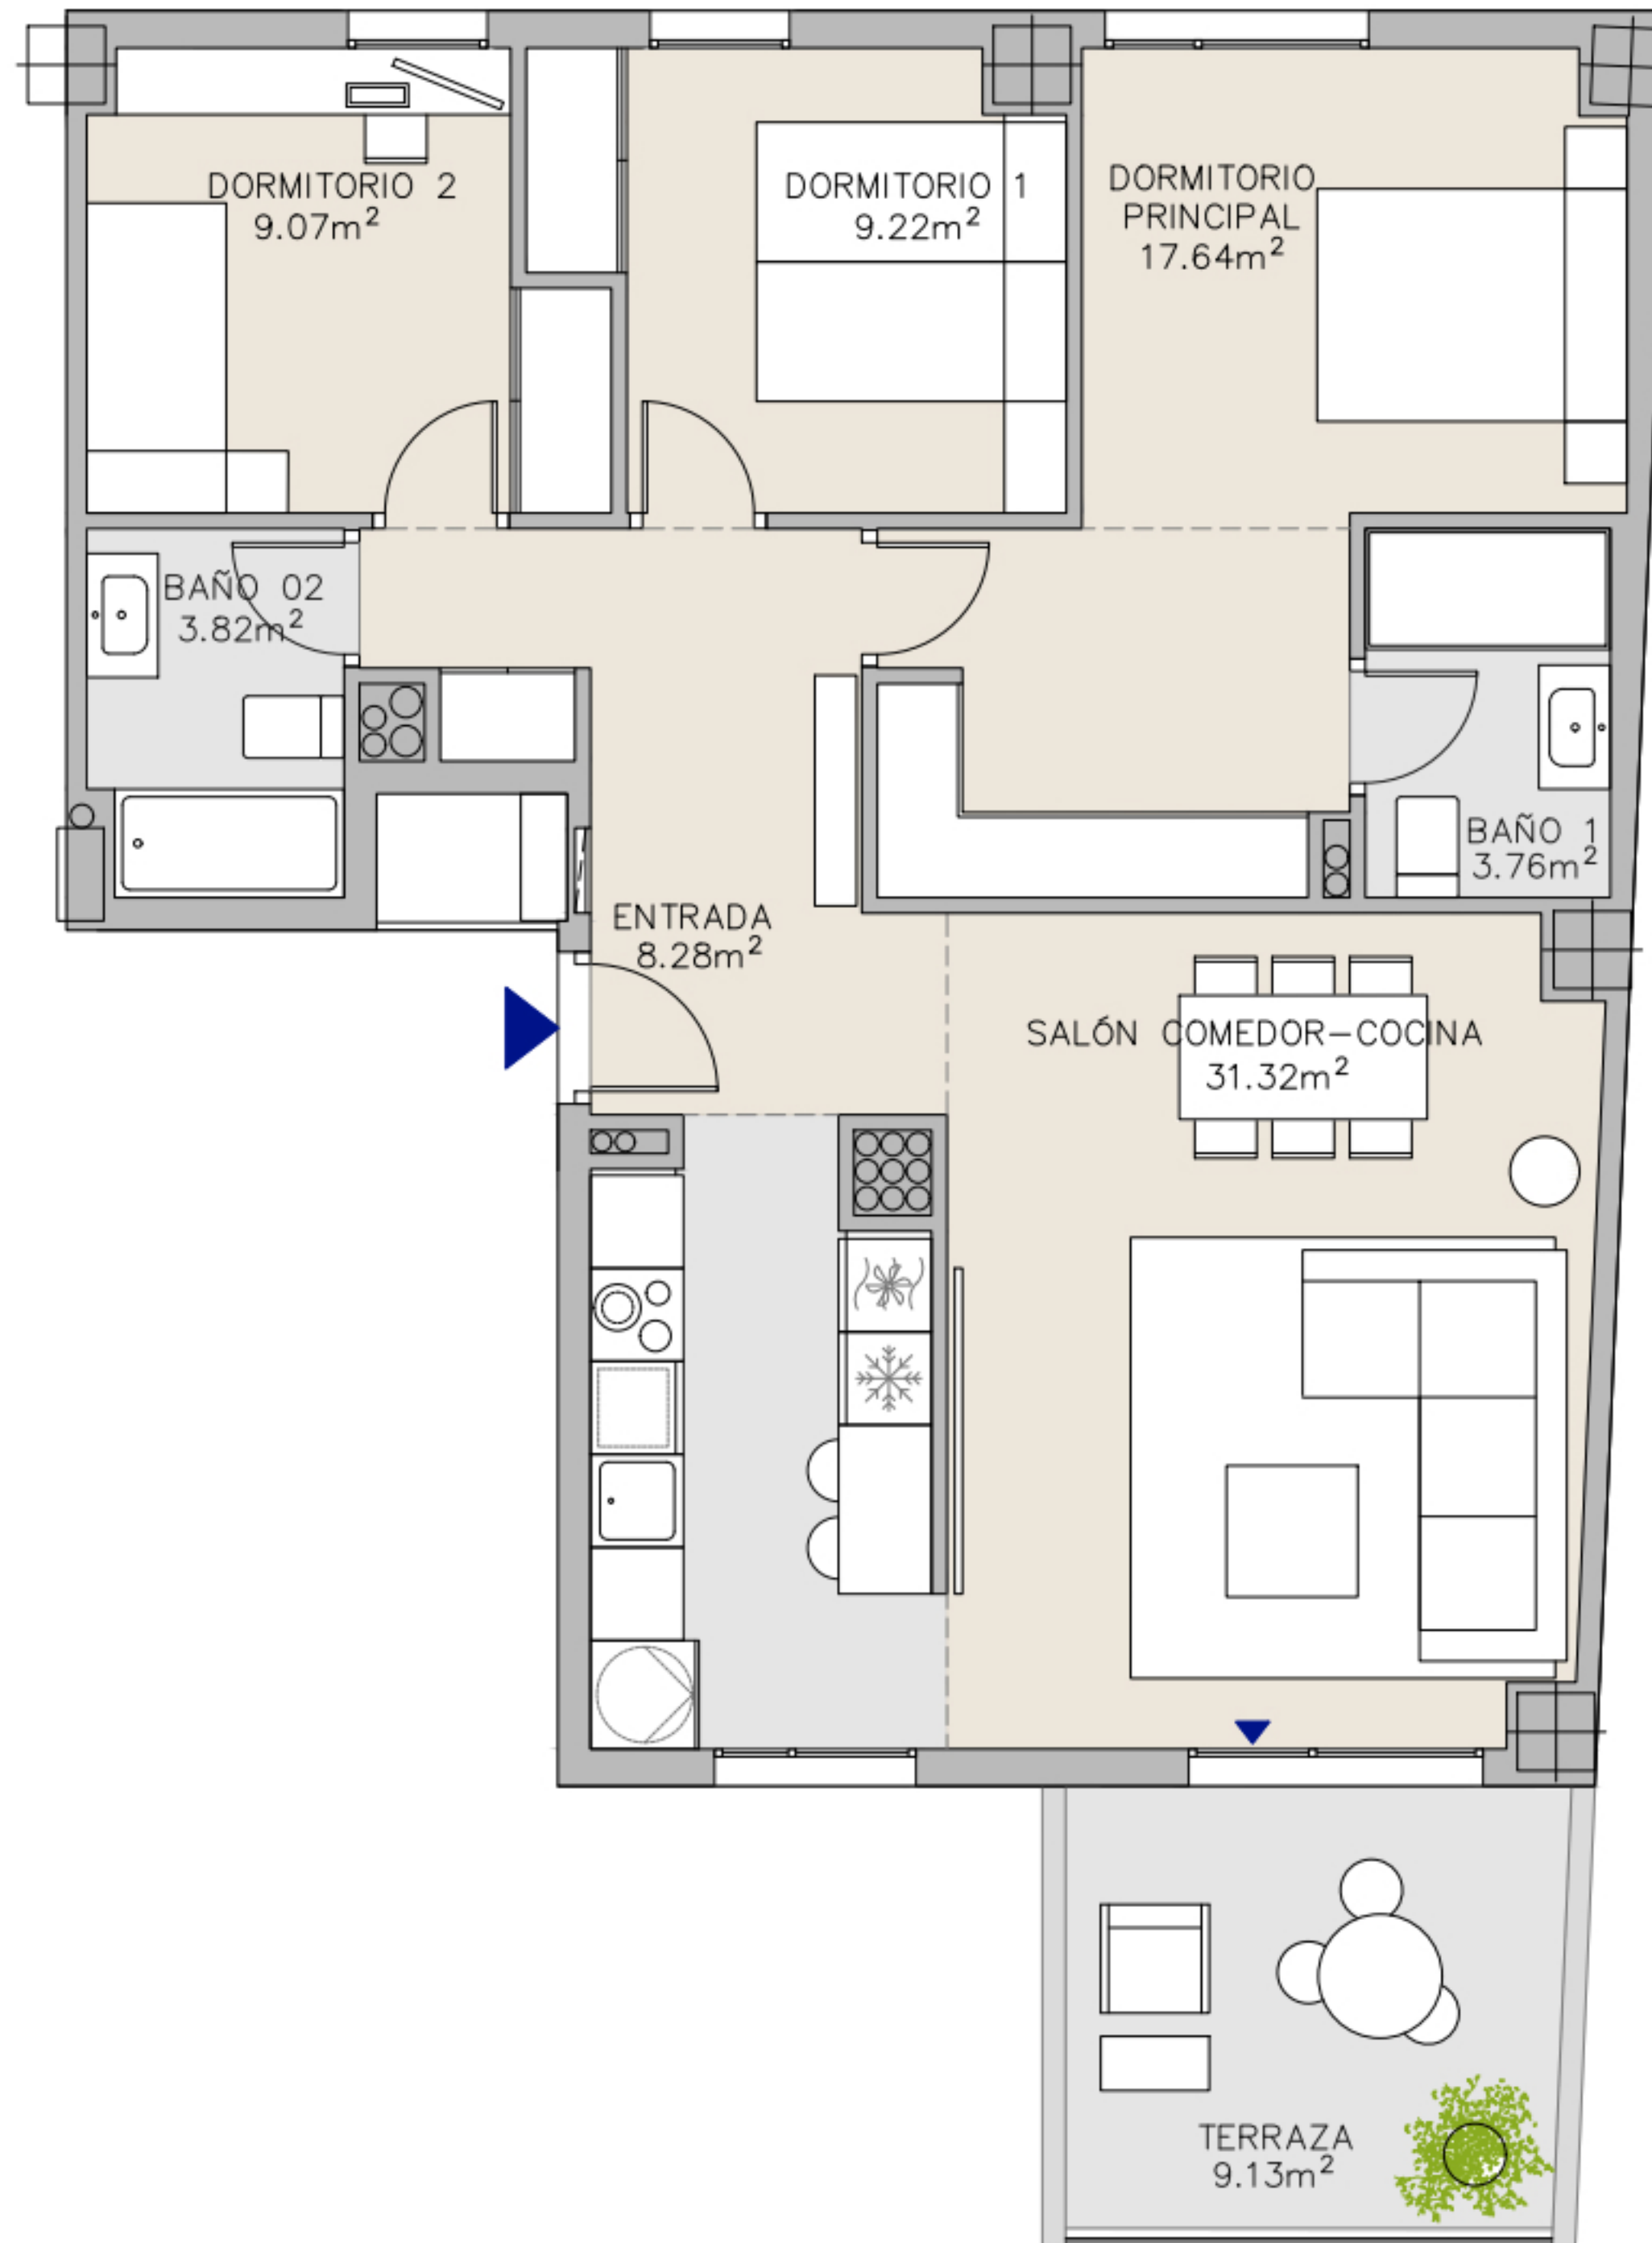 DORMITORIO 2
9.07m²
DORMITORIO 1
9.22m²
DORMITORIO
PRINCIPAL
17.64m²
BAÑO 02
3.82m²
BAÑO 1
3.76m²
ENTRADA
8.28m²
SALÓN COMEDOR-COCINA
31.32m²
TERRAZA
9.13m²